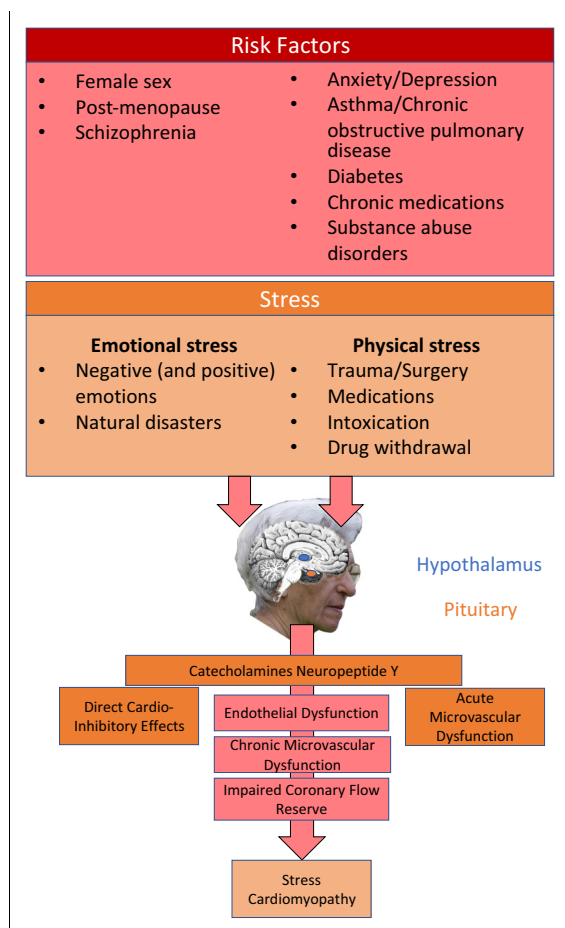 Risk Factors
• Female sex
• Post-menopause
• Schizophrenia
• Anxiety/Depression
• Asthma/Chronic
obstructive pulmonary
disease
• Diabetes
• Chronic medications
• Substance abuse
disorders
Stress
Emotional stress
• Negative (and positive)
emotions
• Natural disasters
Physical stress
• Trauma/Surgery
• Medications
• Intoxication
• Drug withdrawal
Hypothalamus
Pituitary
Catecholamines Neuropeptide Y
Direct Cardio-
Inhibitory Effects
Endothelial Dysfunction
Acute
Microvascular
Dysfunction
Chronic Microvascular
Dysfunction
Impaired Coronary Flow
Reserve
Stress
Cardiomyopathy